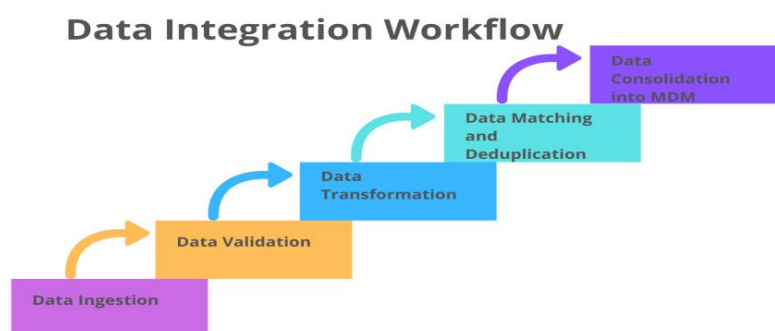 Data Integration Workflow
Data
Consolidation
into MDM
Data Matching
and
Deduplication
Data
Transformation
Data Validation
Data Ingestion